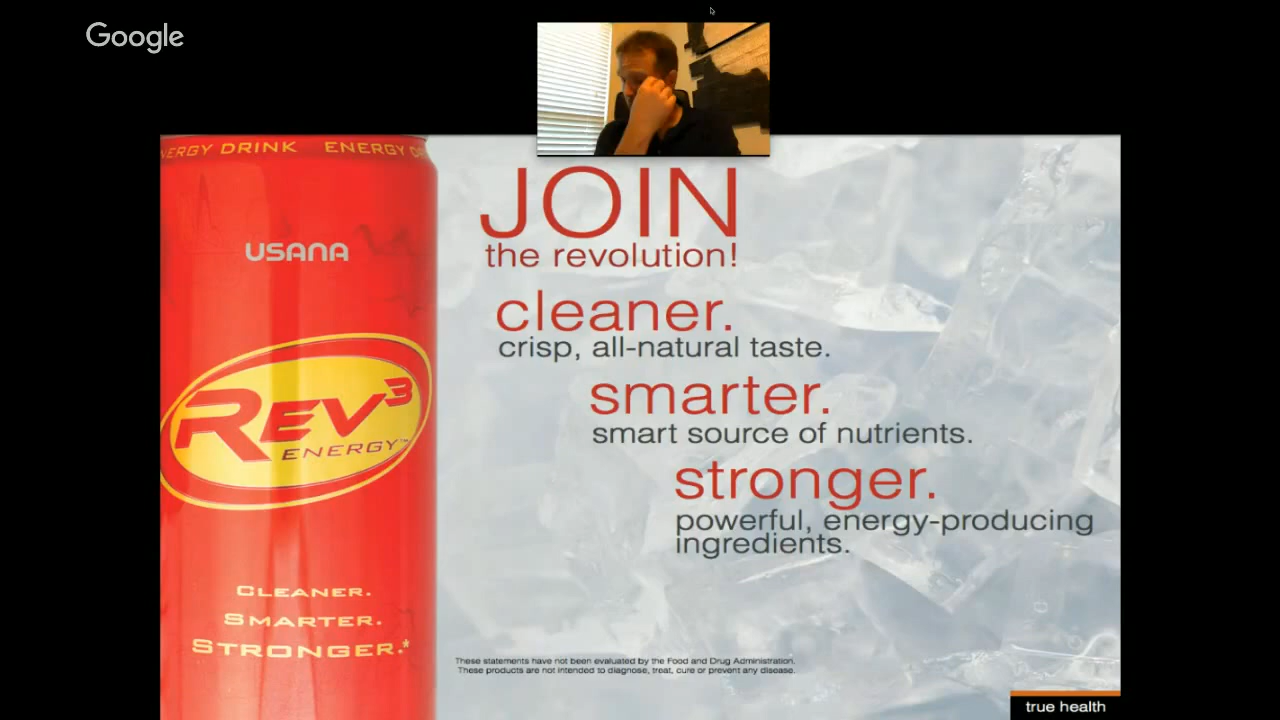 Google
ENERGY DRINK ENERGY
USANA
REV3
ENERGY™
CLEANER.
SMARTER.
STRONGER.*
JOIN
the revolution!
cleaner.
crisp, all-natural taste.
smarter.
smart source of nutrients.
stronger.
powerful, energy-producing
ingredients.
These statements have not been evaluated by the Food and Drug Administration.
These products are not intended to diagnose, treat, cure or prevent any disease.
true health